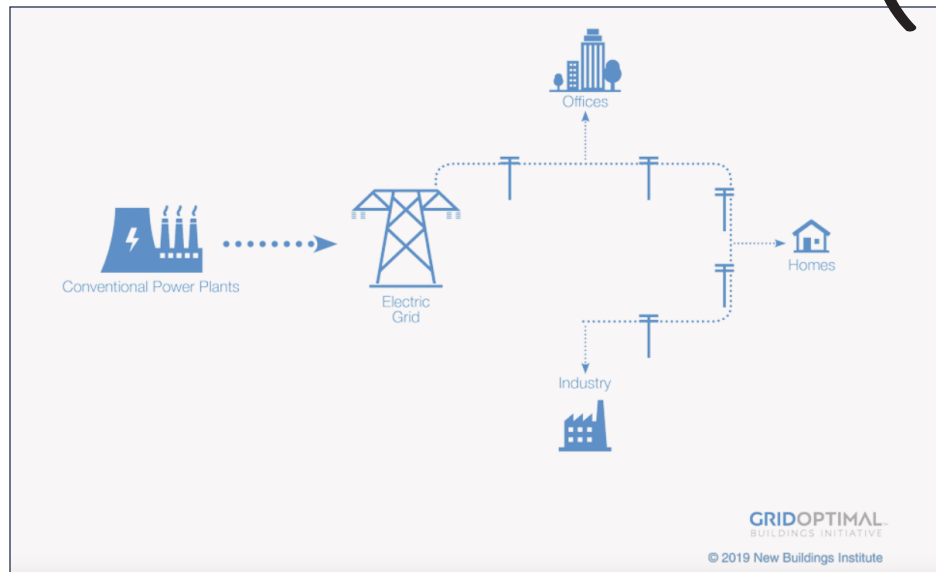 Offices
Conventional Power Plants
Electric
Grid
Homes
Industry
GRIDOPTIMAL
BUILDINGS INITIATIVE
© 2019 New Buildings Institute